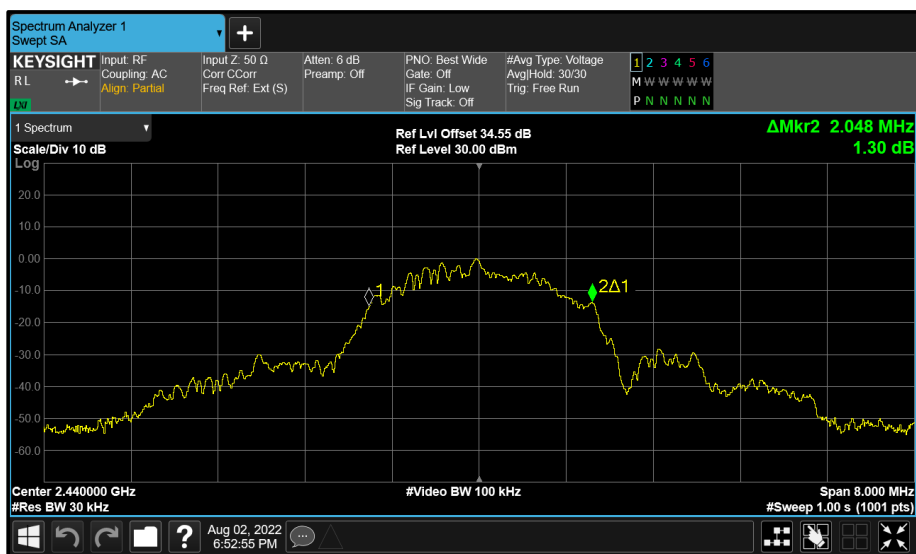 Spectrum Analyzer 1
Swept SA
▼
+
KEYSIGHT
RL
LXI
Input: RF
Coupling: AC
Align: Partial
Input Z: 50 Ω
Corr CCorr
Freq Ref: Ext (S)
Atten: 6 dB
Preamp: Off
PNO: Best Wide
Gate: Off
IF Gain: Low
Sig Track: Off
#Avg Type: Voltage
Avg|Hold: 30/30
Trig: Free Run
1 2 3 4 5 6
M W W W W W
P N N N N N
1 Spectrum ▼
Scale/Div 10 dB
Ref Lvl Offset 34.55 dB
Ref Level 30.00 dBm
ΔMkr2 2.048 MHz
1.30 dB
Log
20.0
10.0
0.00
-10.0
-20.0
-30.0
-40.0
-50.0
-60.0
1
2Δ1
Center 2.440000 GHz
#Res BW 30 kHz
#Video BW 100 kHz
Span 8.000 MHz
#Sweep 1.00 s (1001 pts)
?
Aug 02, 2022
6:52:55 PM